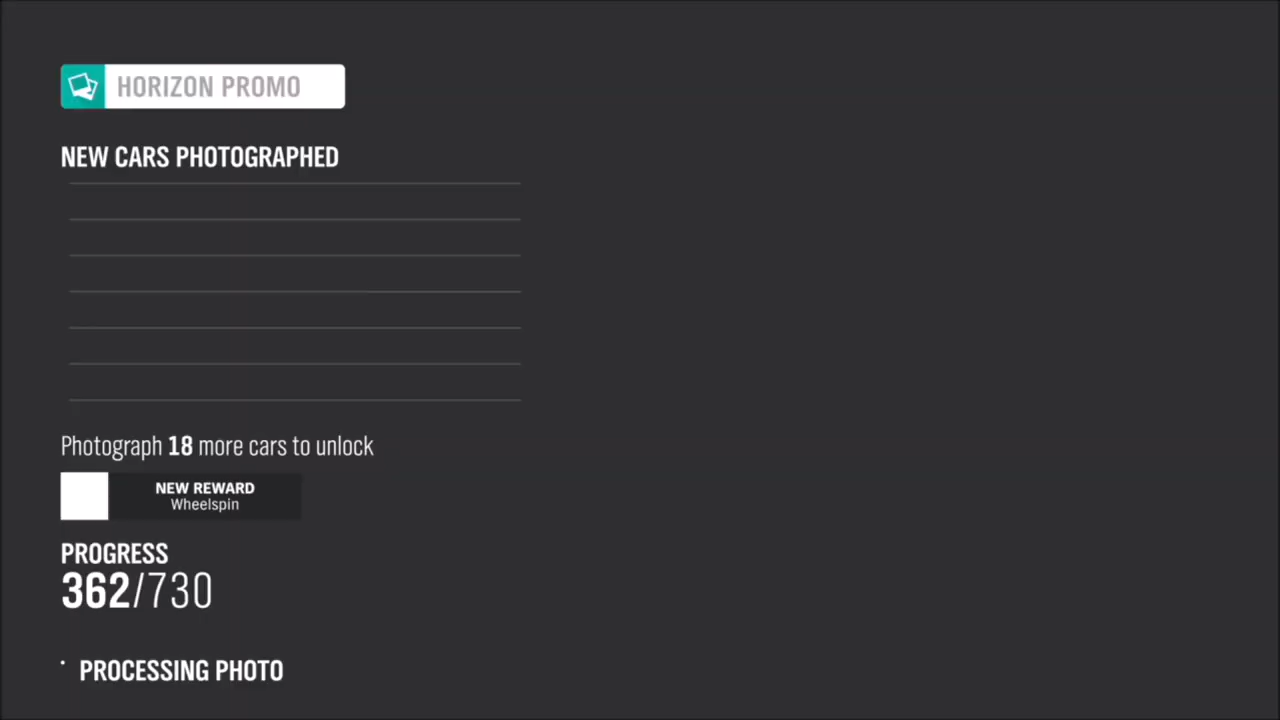 HORIZON PROMO
NEW CARS PHOTOGRAPHED
Photograph 18 more cars to unlock
NEW REWARD
Wheelspin
PROGRESS
362/730
PROCESSING PHOTO